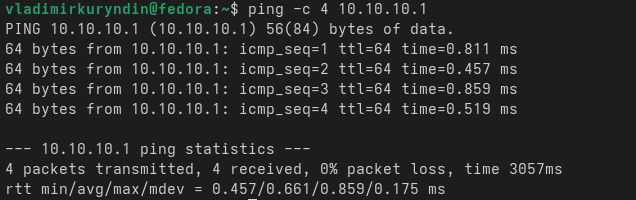 vladimirkuryndin@fedora:~$ ping -c 4 10.10.10.1
PING 10.10.10.1 (10.10.10.1) 56(84) bytes of data.
64 bytes from 10.10.10.1: icmp_seq=1 ttl=64 time=0.811 ms
64 bytes from 10.10.10.1: icmp_seq=2 ttl=64 time=0.457 ms
64 bytes from 10.10.10.1: icmp_seq=3 ttl=64 time=0.859 ms
64 bytes from 10.10.10.1: icmp_seq=4 ttl=64 time=0.519 ms

--- 10.10.10.1 ping statistics ---
4 packets transmitted, 4 received, 0% packet loss, time 3057ms
rtt min/avg/max/mdev = 0.457/0.661/0.859/0.175 ms